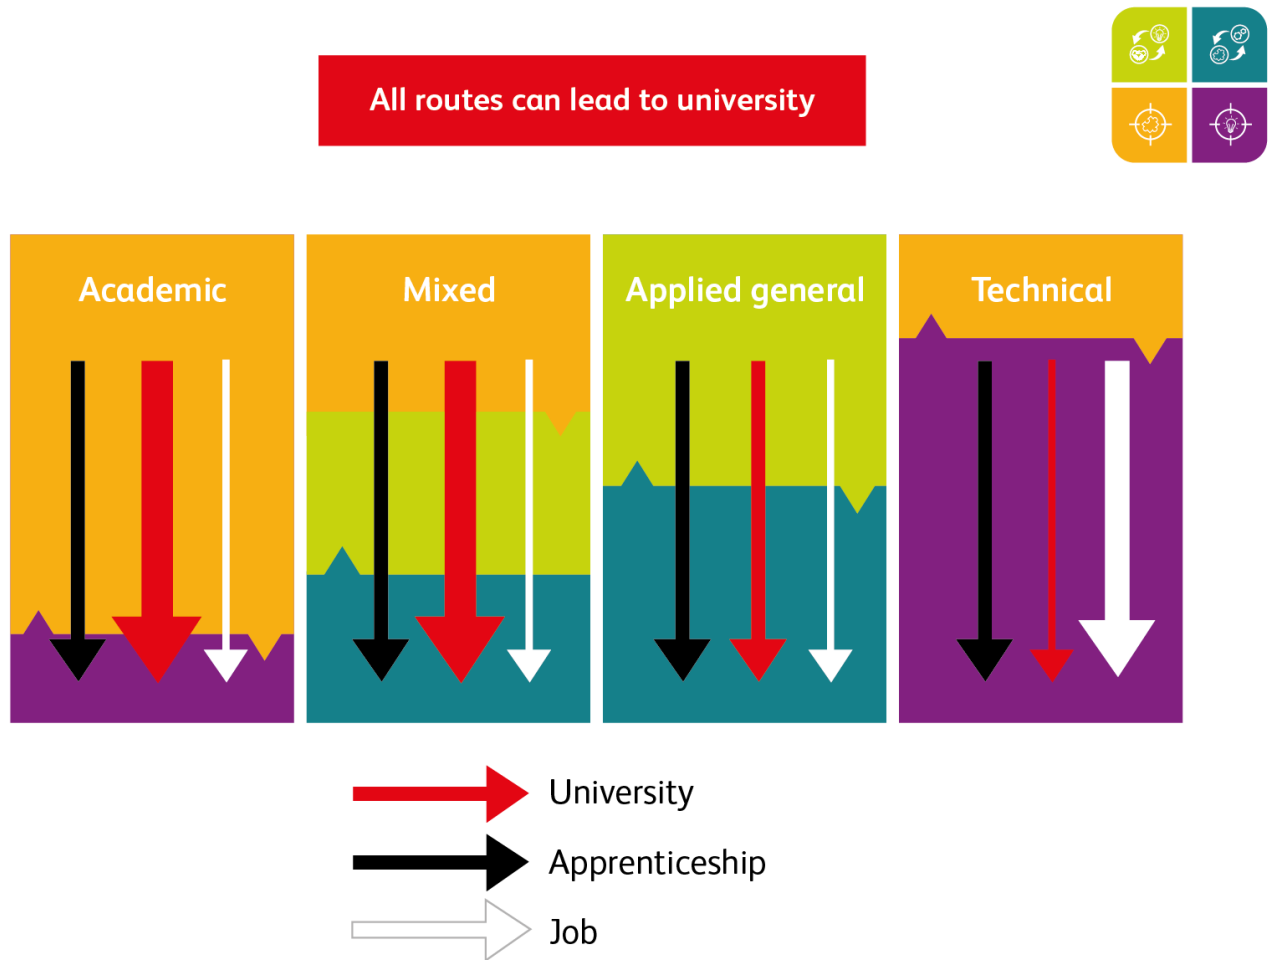 All routes can lead to university
Academic
Mixed
Applied general
Technical
University
Apprenticeship
Job